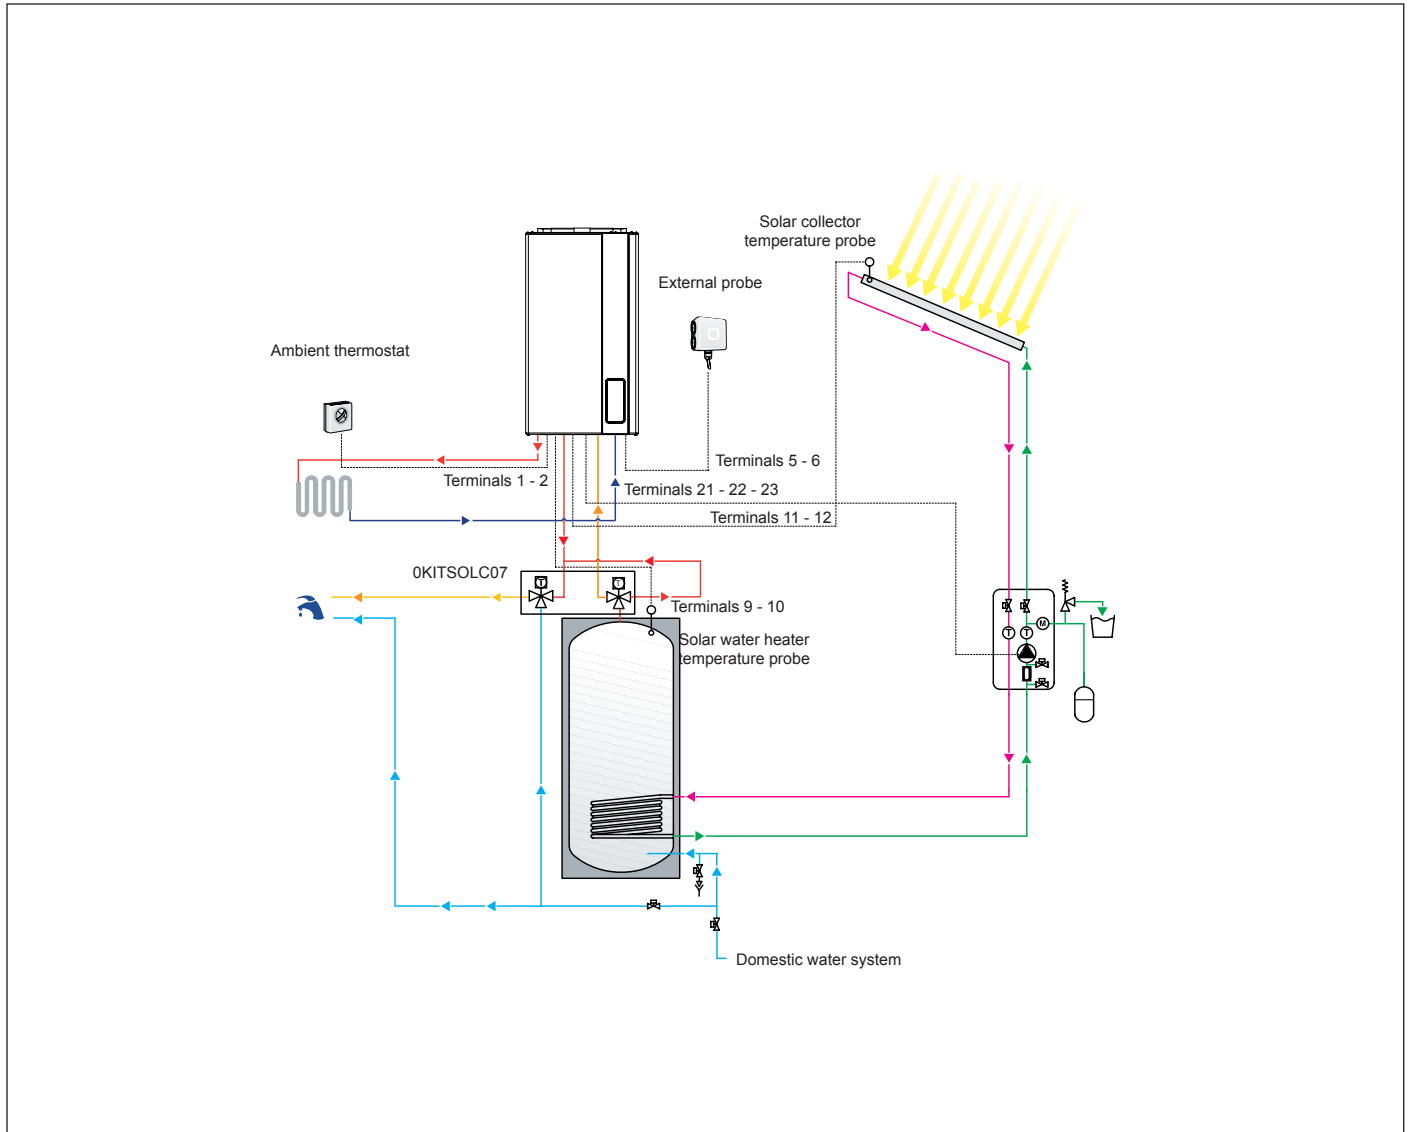 Solar collector
temperature probe
External probe
Ambient thermostat
Terminals 5 - 6
Terminals 1 - 2
Terminals 21 - 22 - 23
Terminals 11 - 12
0KITSOLC07
T
T
Terminals 9 - 10
Solar water heater
temperature probe
M
T
T
Domestic water system